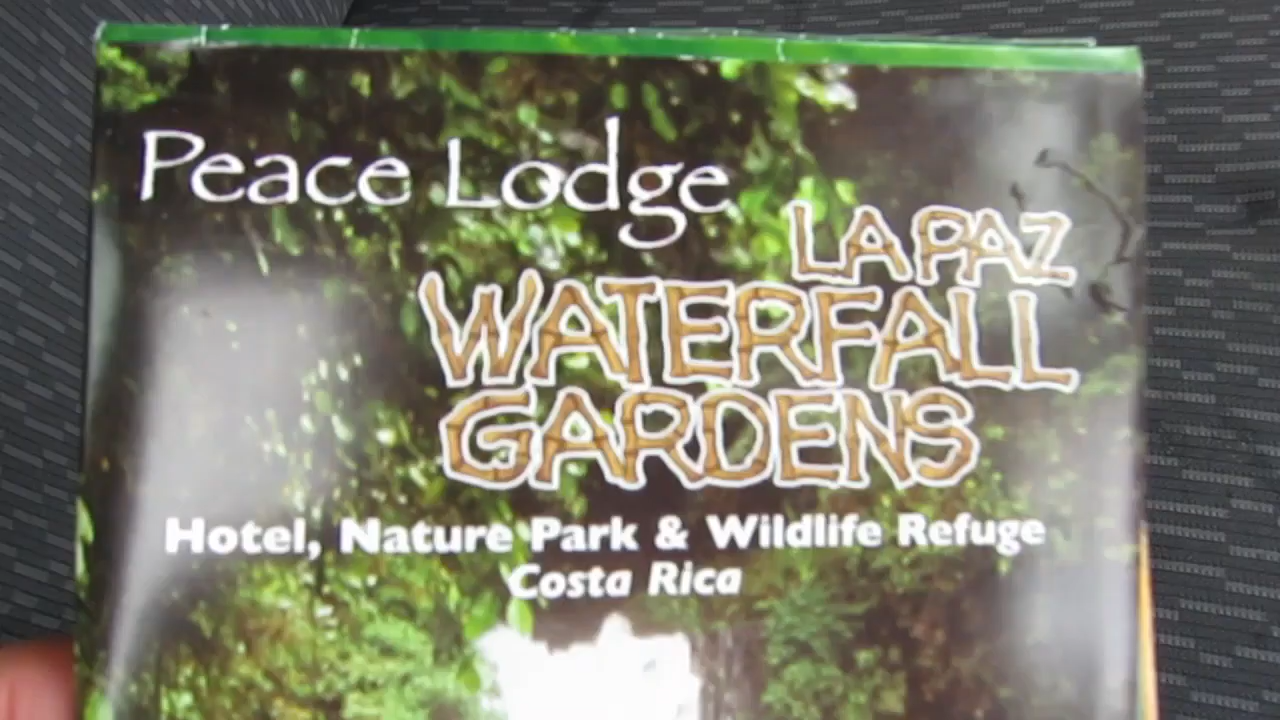 Peace Lodge
LA PAZ
WATERFALL
GARDENS
Hotel, Nature Park & Wildlife Refuge
Costa Rica